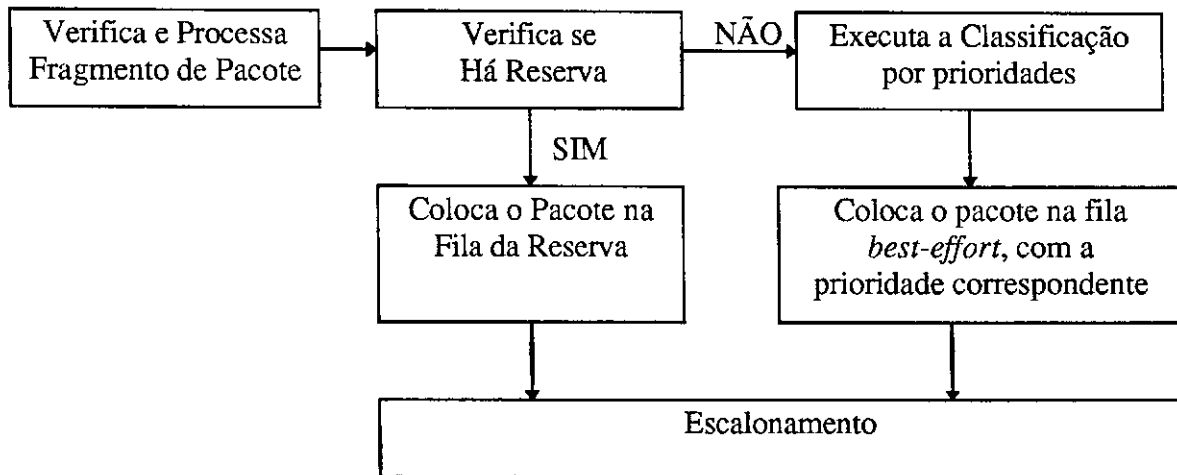 Verifica e Processa
Fragmento de Pacote
Verifica se
Há Reserva
NÃO
Executa a Classificação
por prioridades
SIM
Coloca o Pacote na
Fila da Reserva
Coloca o pacote na fila
best-effort, com a
prioridade correspondente
Escalonamento